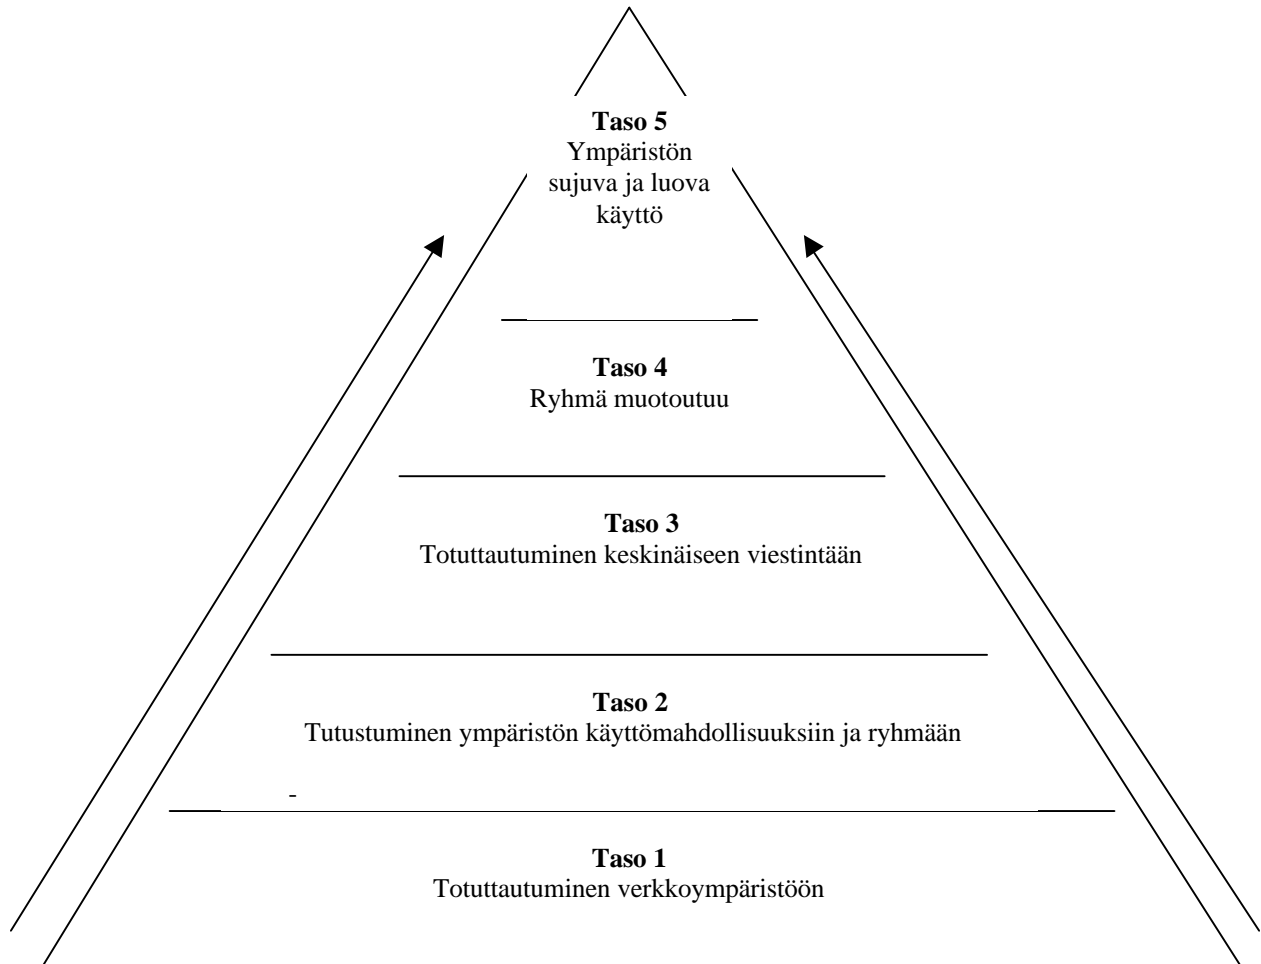 Taso 5
Ympäristön
sujuva ja luova
käyttö
Taso 4
Ryhmä muotoutuu
Taso 3
Totuttautuminen keskinäiseen viestintään
Taso 2
Tutustuminen ympäristön käyttömahdollisuuksiin ja ryhmään
-
Taso 1
Totuttautuminen verkkoympäristöön